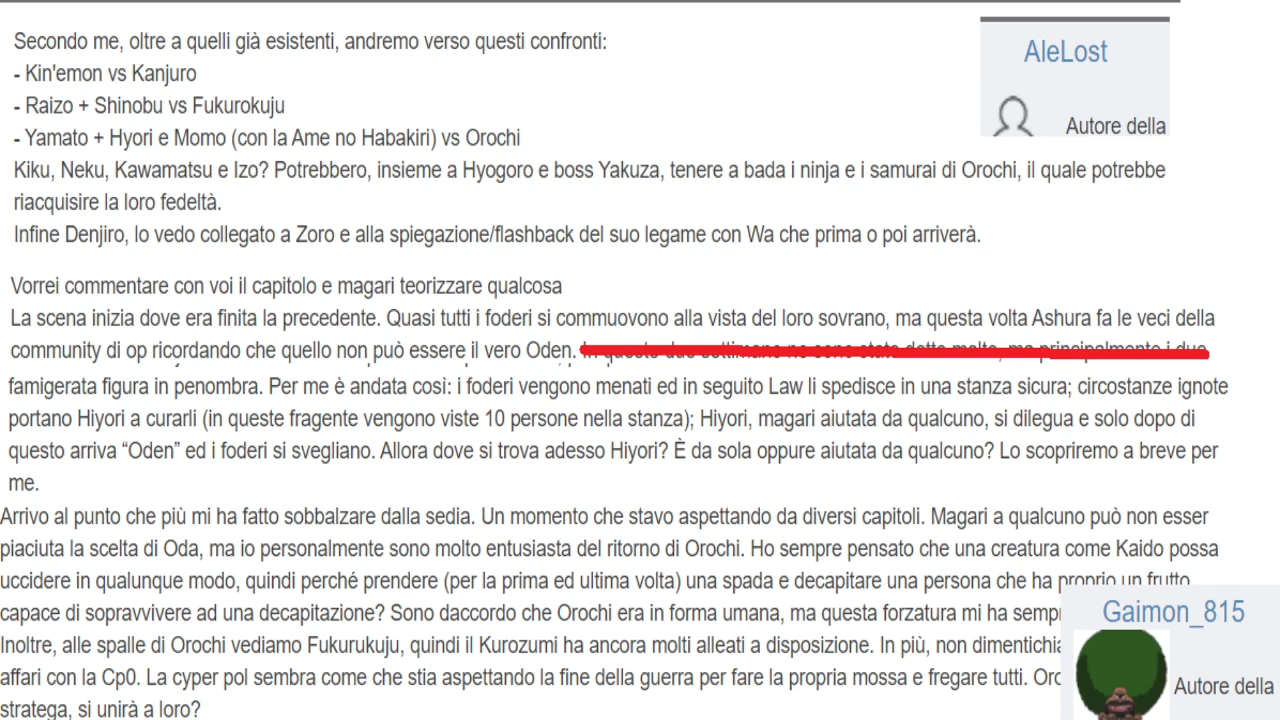 Secondo me, oltre a quelli già esistenti, andremo verso questi confronti:
- Kin'emon vs Kanjuro
- Raizo + Shinobu vs Fukurokuju
- Yamato + Hyori e Momo (con la Ame no Habakiri) vs Orochi
Kiku, Neku, Kawamatsu e Izo? Potrebbero, insieme a Hyogoro e boss Yakuza, tenere a bada i ninja e i samurai di Orochi, il quale potrebbe
riacquisire la loro fedeltà.
Infine Denjiro, lo vedo collegato a Zoro e alla spiegazione/flashback del suo legame con Wa che prima o poi arriverà.
AleLost
Autore della
Vorrei commentare con voi il capitolo e magari teorizzare qualcosa
La scena inizia dove era finita la precedente. Quasi tutti i foderi si commuovono alla vista del loro sovrano, ma questa volta Ashura fa le veci della
community di op ricordando che quello non può essere il vero Oden.
famigerata figura in penombra. Per me è andata così: i foderi vengono menati ed in seguito Law li spedisce in una stanza sicura; circostanze ignote
portano Hiyori a curarli (in queste fragente vengono viste 10 persone nella stanza); Hiyori, magari aiutata da qualcuno, si dilegua e solo dopo di
questo arriva “Oden” ed i foderi si svegliano. Allora dove si trova adesso Hiyori? È da sola oppure aiutata da qualcuno? Lo scopriremo a breve per
me.
Arrivo al punto che più mi ha fatto sobbalzare dalla sedia. Un momento che stavo aspettando da diversi capitoli. Magari a qualcuno può non esser
piaciuta la scelta di Oda, ma io personalmente sono molto entusiasta del ritorno di Orochi. Ho sempre pensato che una creatura come Kaido possa
uccidere in qualunque modo, quindi perché prendere (per la prima ed ultima volta) una spada e decapitare una persona che ha proprio un frutto
capace di sopravvivere ad una decapitazione? Sono daccordo che Orochi era in forma umana, ma questa forzatura mi ha
Inoltre, alle spalle di Orochi vediamo Fukurukuju, quindi il Kurozumi ha ancora molti alleati a disposizione. In più, non
affari con la Cp0. La cyper pol sembra come che stia aspettando la fine della guerra per fare la propria mossa e fregare tutti.
stratega, si unirà a loro?
Gaimon_815
Autore della